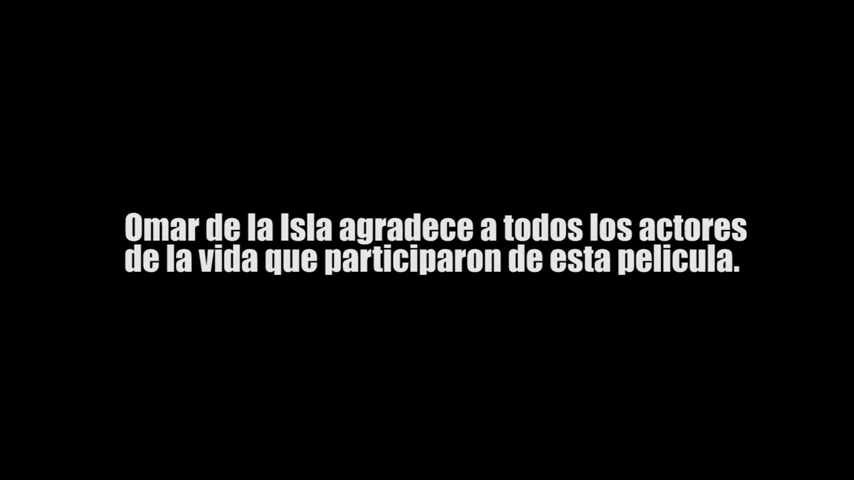 Omar de la Isla agradece a todos los actores
de la vida que participaron de esta pelicula.